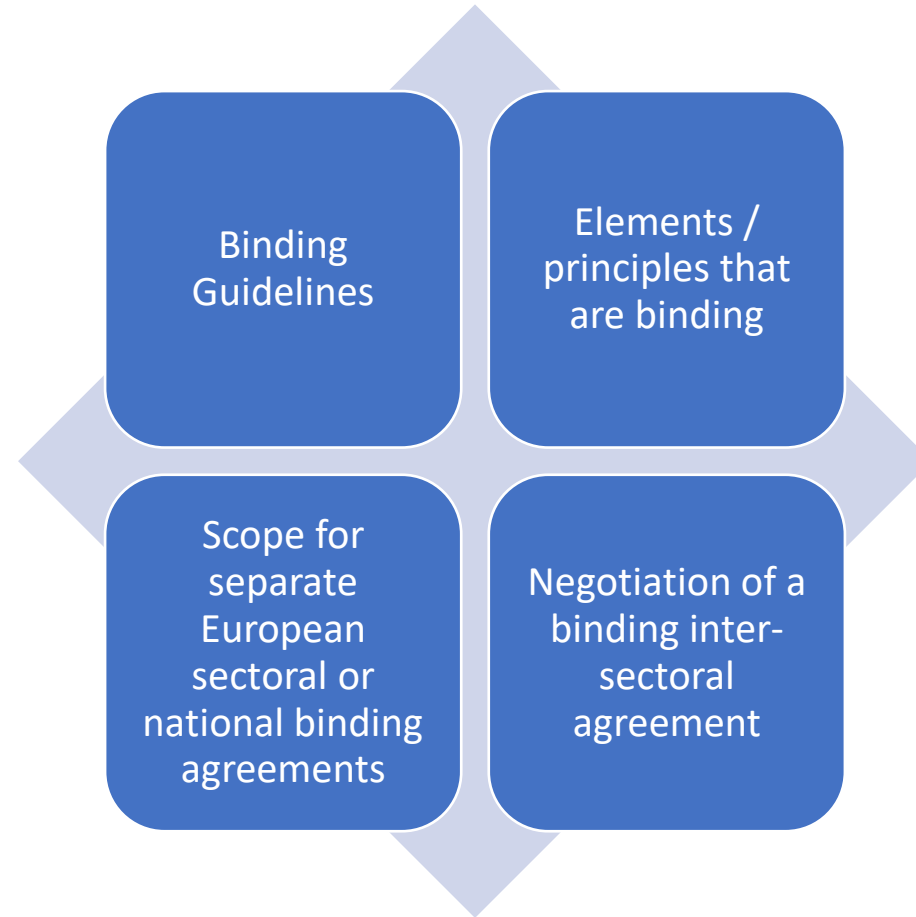 Binding
Guidelines
Elements /
principles that
are binding
Scope for
separate
European
sectoral or
national binding
agreements
Negotiation of a
binding inter-
sectoral
agreement